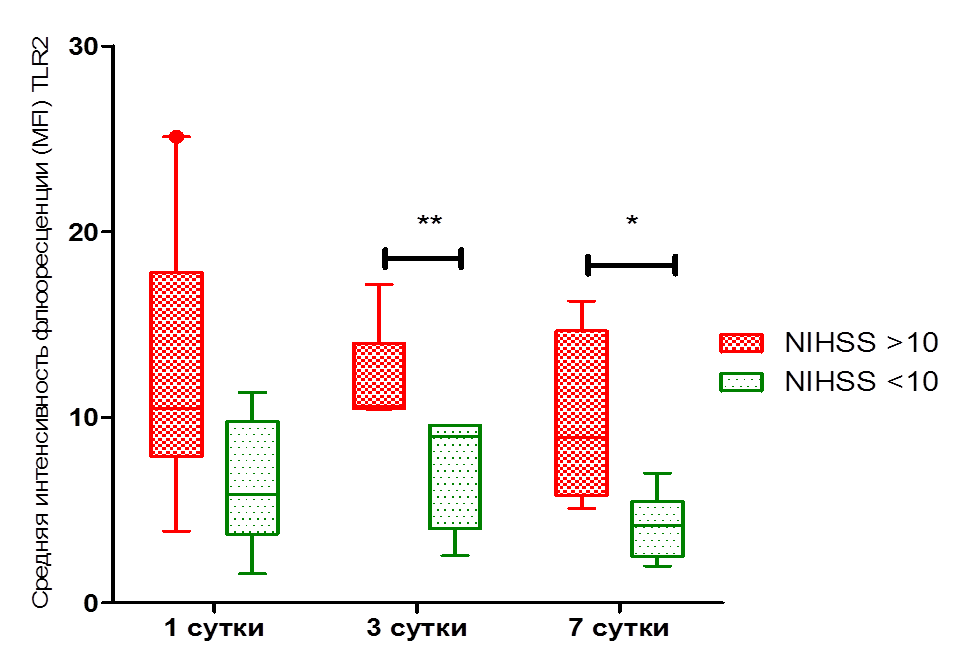 Средняя интенсивность флюоресценции (MFI) TLR2
30
20
10
0
**
*
NIHSS >10
NIHSS <10
1 сутки
3 сутки
7 сутки